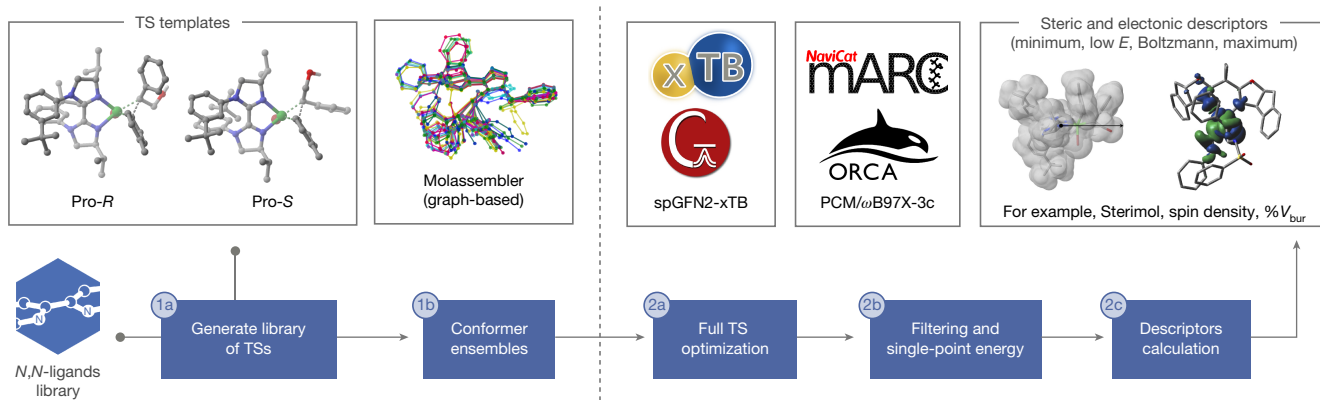 TS templates
Pro-R
Pro-S
Molassembler
(graph-based)
x TB
C
spGFN2-xTB
NaviCat
mARC
ORCA
PCM/ωB97X-3c
Steric and electonic descriptors
(minimum, low E, Boltzmann, maximum)
For example, Sterimol, spin density, %Vbur
N
N
N,N-ligands
library
1a
Generate library
of TSs
1b
Conformer
ensembles
2a
Full TS
optimization
2b
Filtering and
single-point energy
2c
Descriptors
calculation